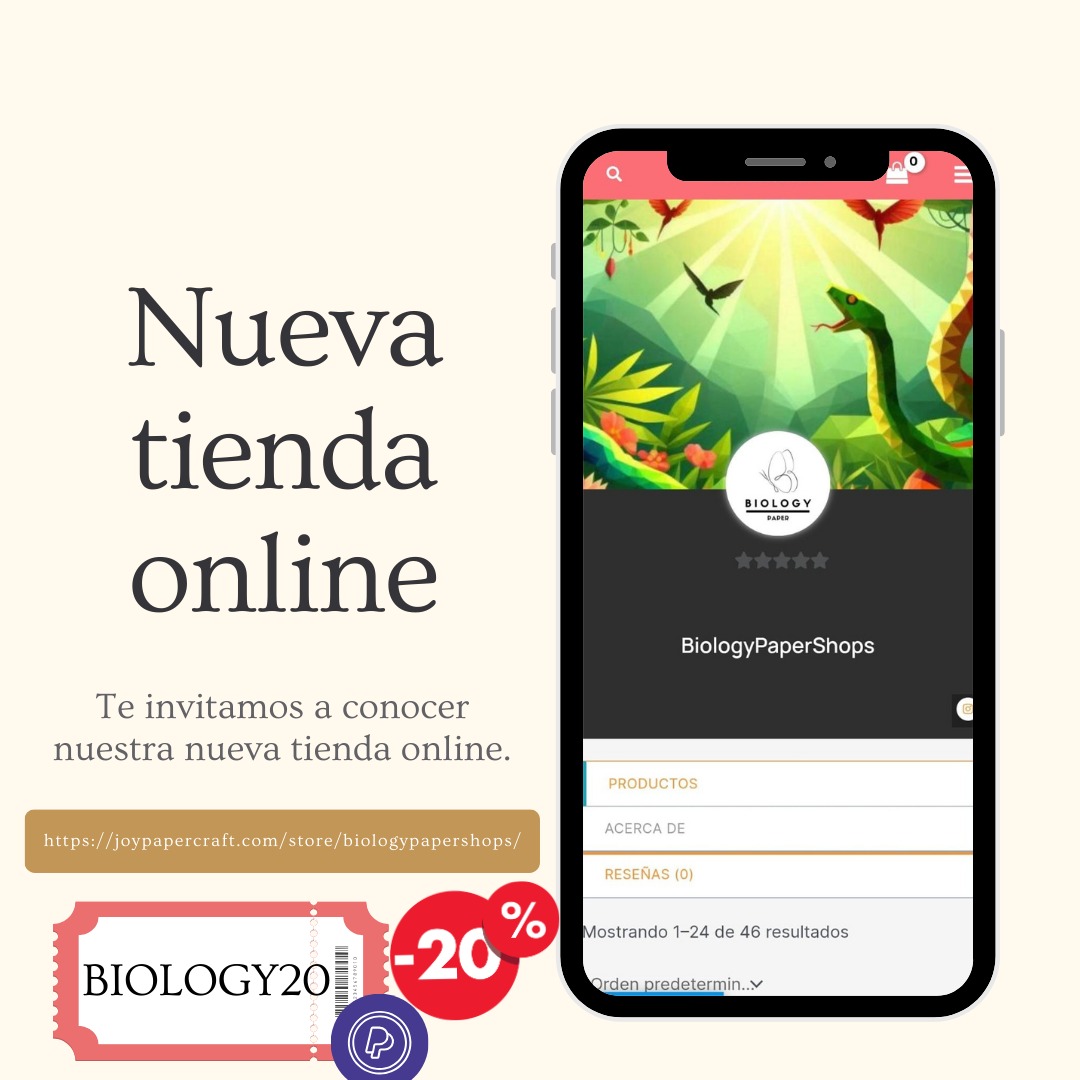 Nueva
tienda
online
Te invitamos a conocer
nuestra nueva tienda online.
https://joypapercraft.com/store/biologypapershops/
BIOLOGY20
-20
%
0
BIOLOGY
PAPER
BiologyPaperShops
PRODUCTOS
ACERCA DE
RESEÑAS (0)
Mostrando 1–24 de 46 resultados
Orden predetermin...